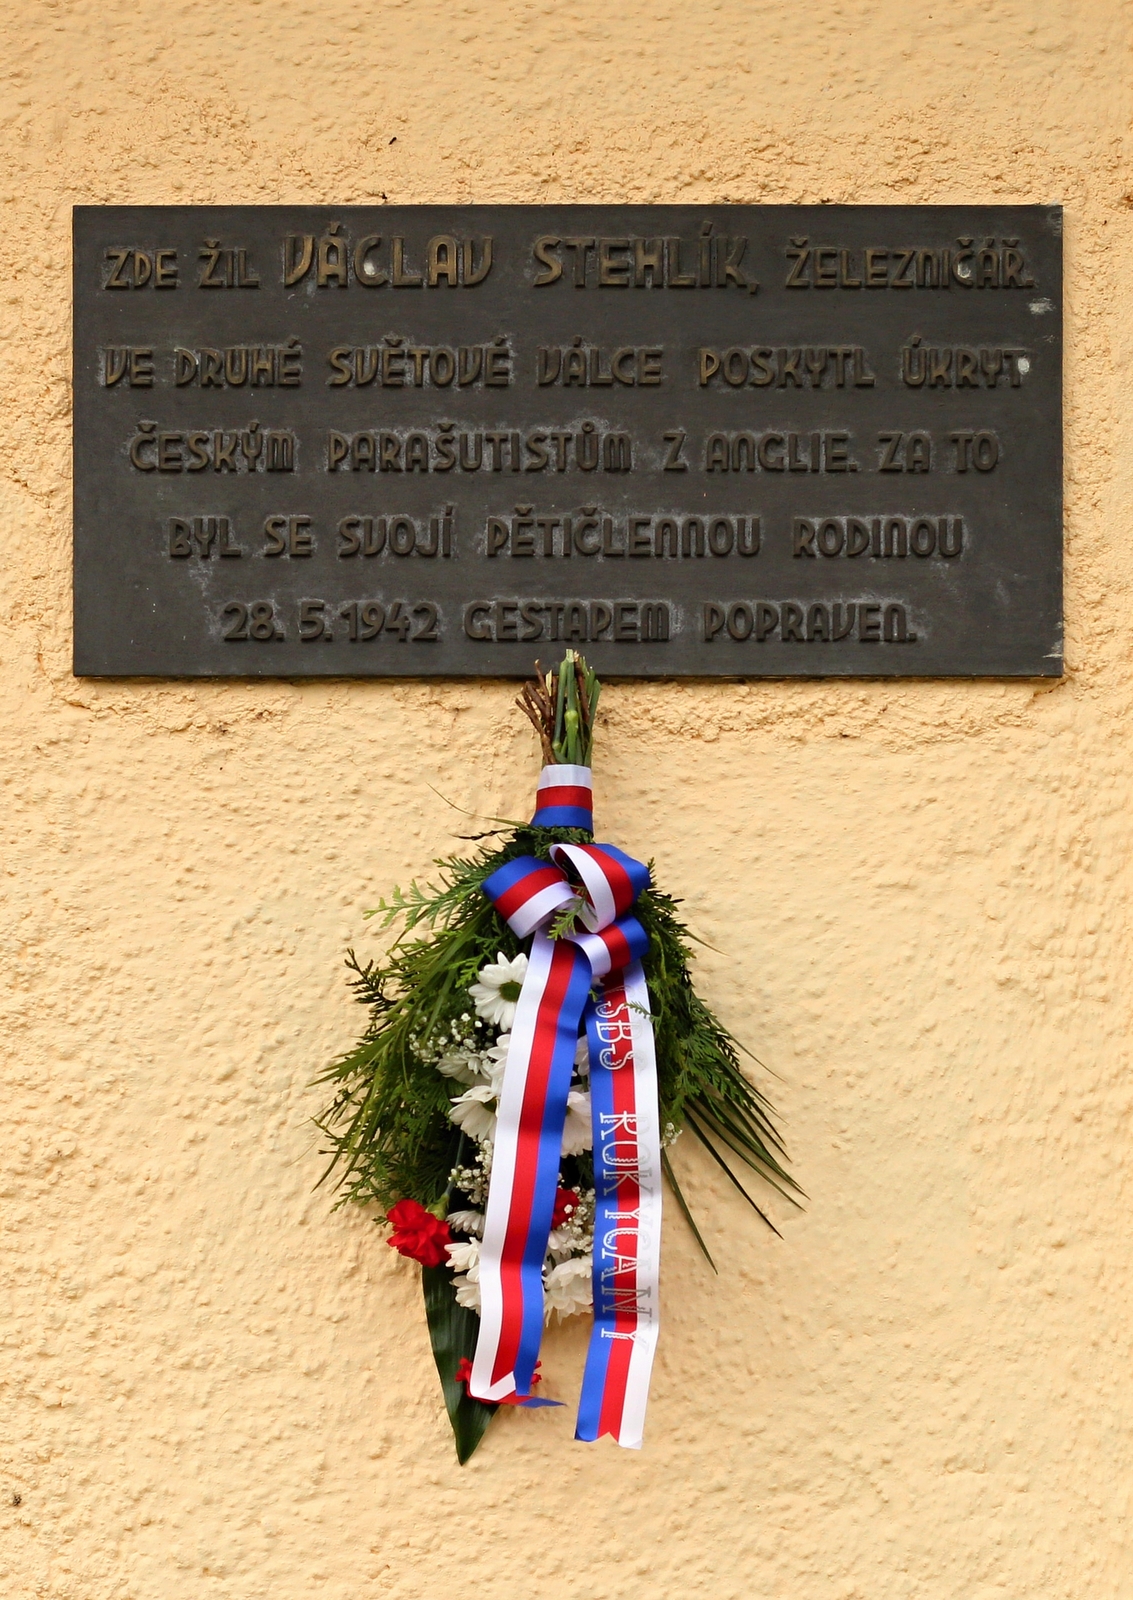 ZDE ŽIL VÁCLAV STEHLÍK, ŽELEZNIČÁŘ.
VE DRUHÉ SVĚTOVÉ VÁLCE POSKYTL ÚKRYT
ČESKÝM PARAŠUTISTŮM Z ANGLIE. ZA TO
BYL SE SVOJÍ PĚTIČLENNOU RODINOU
28. 5. 1942 GESTAPEM POPRAVEN.
ROKYCANY